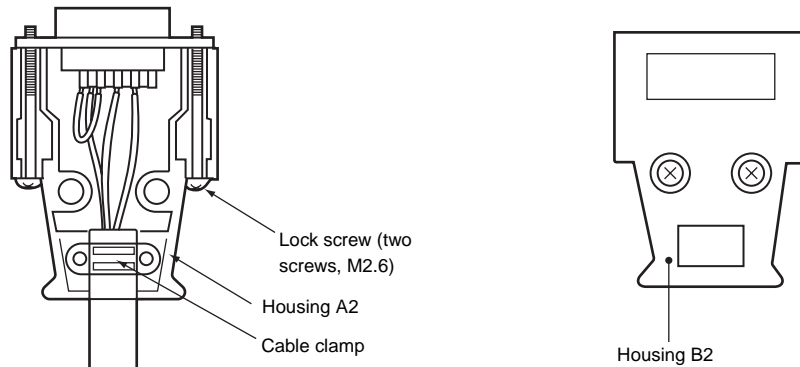 Lock screw (two
screws, M2.6)
Housing A2
Cable clamp
Housing B2